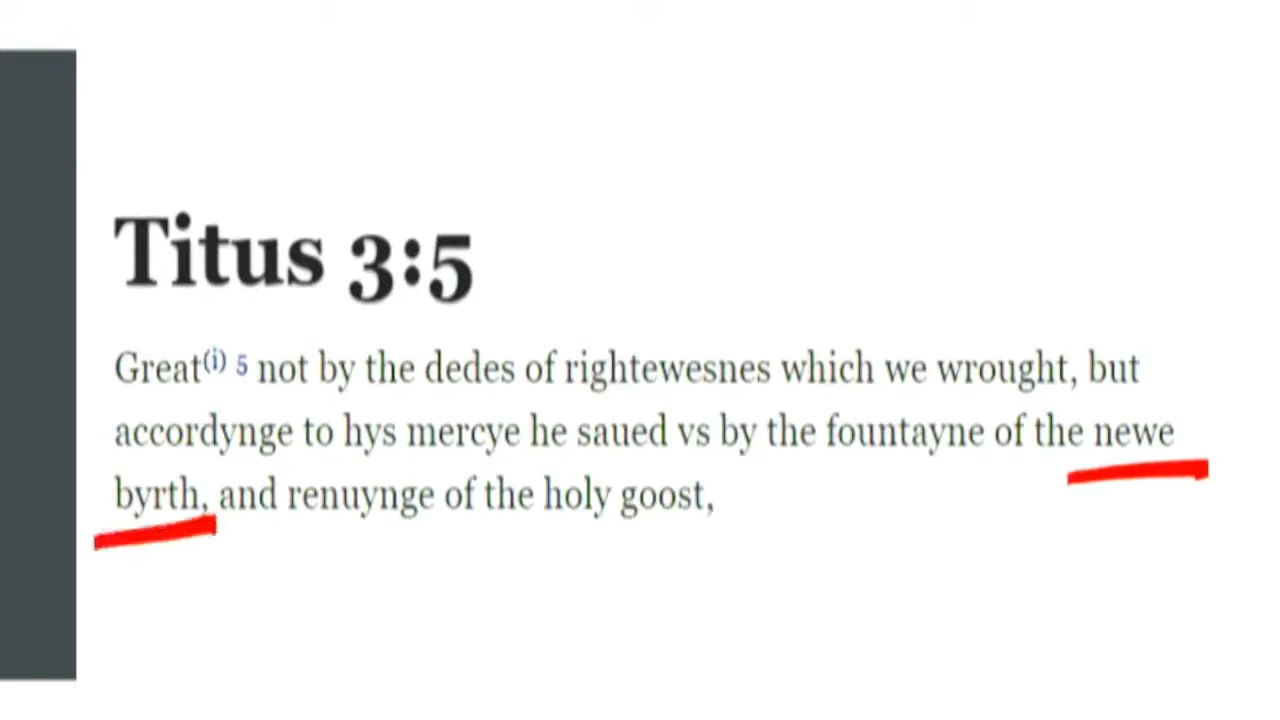 Titus 3:5
Great(i) 5 not by the dedes of rightewesnes which we wrought, but
accordynge to hys mercye he saued vs by the fountayne of the newe
byrth, and renuynge of the holy goost,